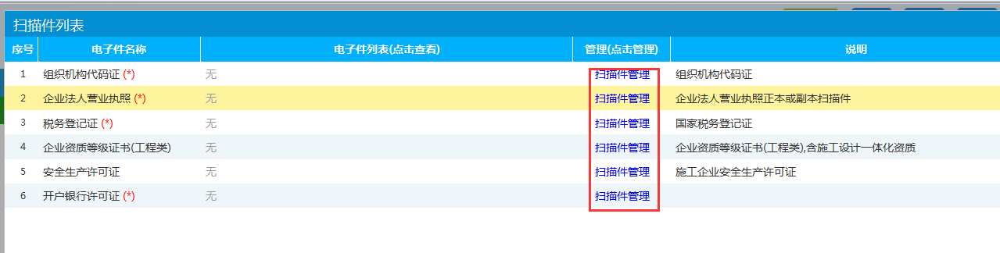 扫描件列表
序号 电子件名称 电子件列表(点击查看) 管理(点击管理) 说明
1 组织机构代码证 (*) 无 扫描件管理 组织机构代码证
2 企业法人营业执照 (*) 无 扫描件管理 企业法人营业执照正本或副本扫描件
3 税务登记证 (*) 无 扫描件管理 国家税务登记证
4 企业资质等级证书(工程类) 无 扫描件管理 企业资质等级证书(工程类),含施工设计一体化资质
5 安全生产许可证 无 扫描件管理 施工企业安全生产许可证
6 开户银行许可证 (*) 无 扫描件管理